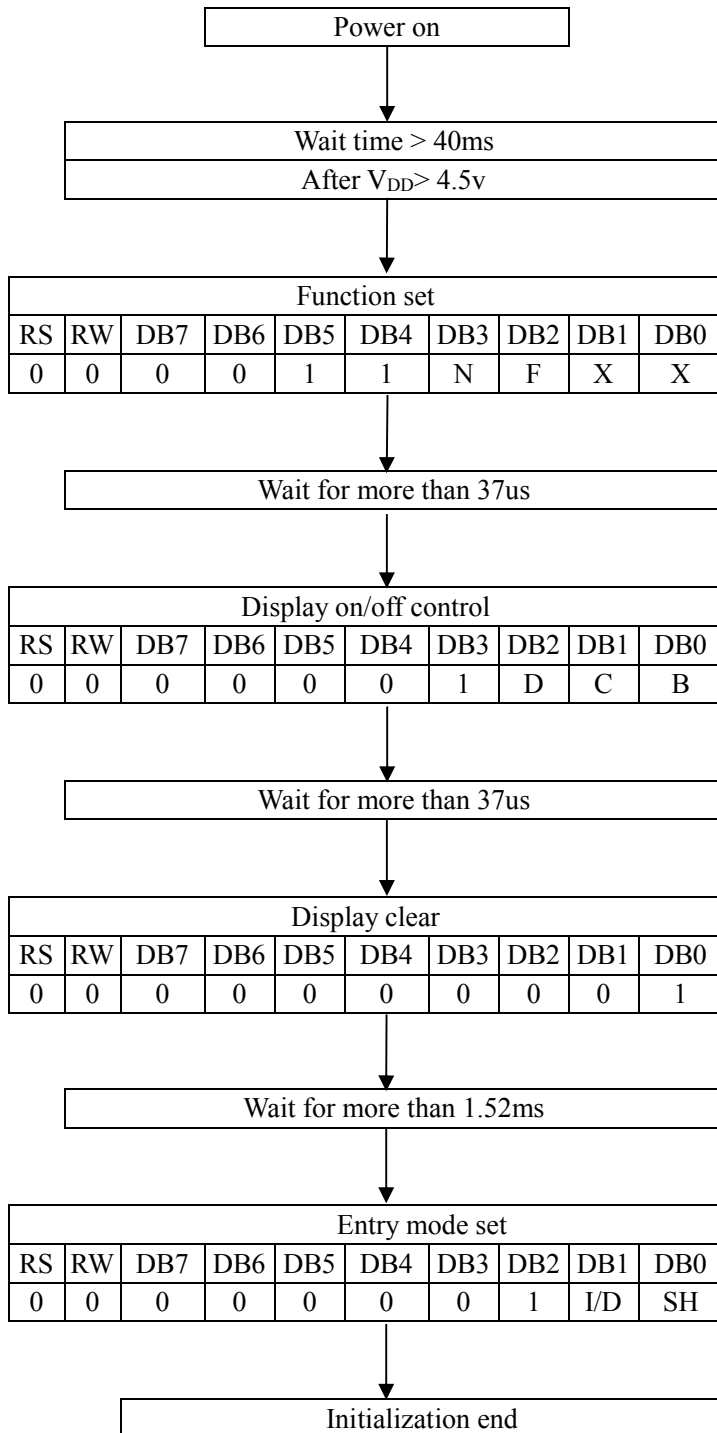 Power on
Wait time > 40ms
After VDD> 4.5v
Function set
RS RW DB7 DB6 DB5 DB4 DB3 DB2 DB1 DB0
0 0 0 0 1 1 N F X X
Wait for more than 37us
Display on/off control
RS RW DB7 DB6 DB5 DB4 DB3 DB2 DB1 DB0
0 0 0 0 0 0 1 D C B
Wait for more than 37us
Display clear
RS RW DB7 DB6 DB5 DB4 DB3 DB2 DB1 DB0
0 0 0 0 0 0 0 0 0 1
Wait for more than 1.52ms
Entry mode set
RS RW DB7 DB6 DB5 DB4 DB3 DB2 DB1 DB0
0 0 0 0 0 0 0 1 I/D SH
Initialization end